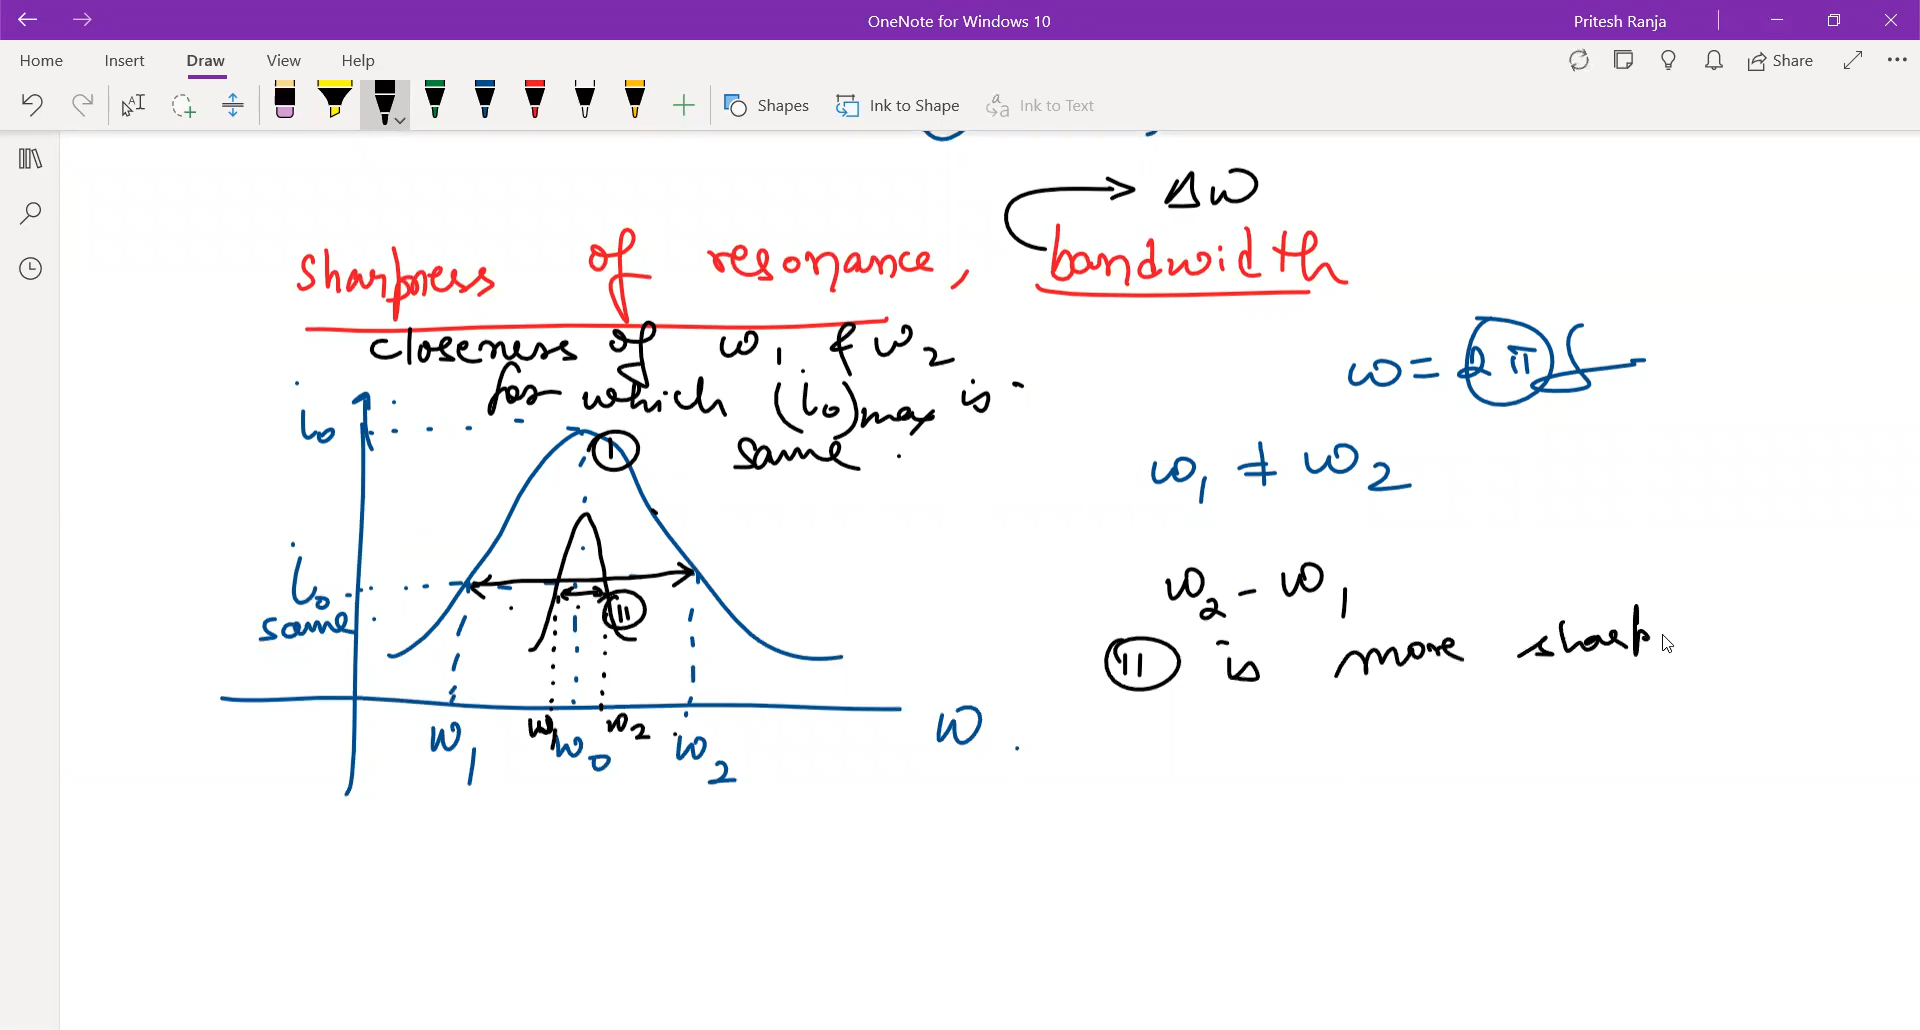 OneNote for Windows 10
Pritesh Ranja
Home Insert Draw View Help
Share
Shapes Ink to Shape Ink to Text
Δω
sharpness of resonance, bandwidth
closeness of ω1 & ω2
for which (i0)max is
same.
ω = 2πf
i0
I
ω1 ≠ ω2
i0
same
II
ω2 - ω1
II is more sharp
ω1 ω1 ω0 ω2 ω2 ω